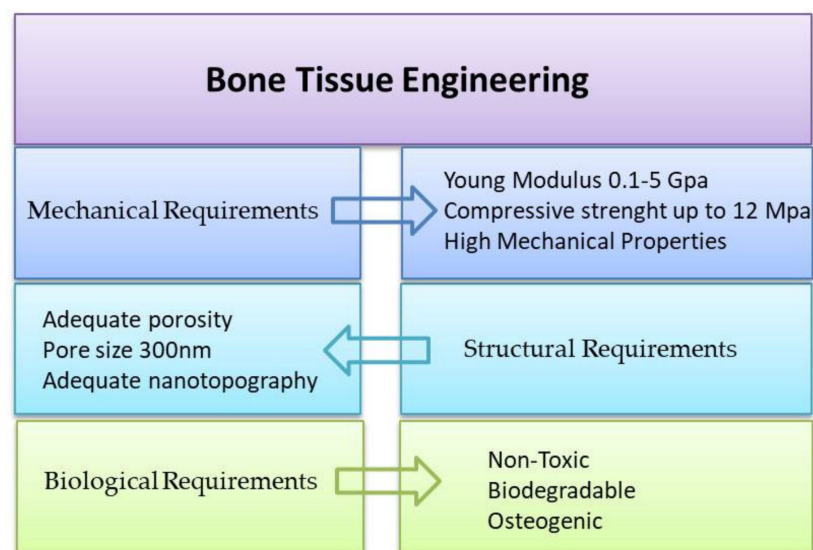 Bone Tissue Engineering
Mechanical Requirements
Young Modulus 0.1-5 Gpa
Compressive strenght up to 12 Mpa
High Mechanical Properties
Adequate porosity
Pore size 300nm
Adequate nanotopography
Structural Requirements
Biological Requirements
Non-Toxic
Biodegradable
Osteogenic